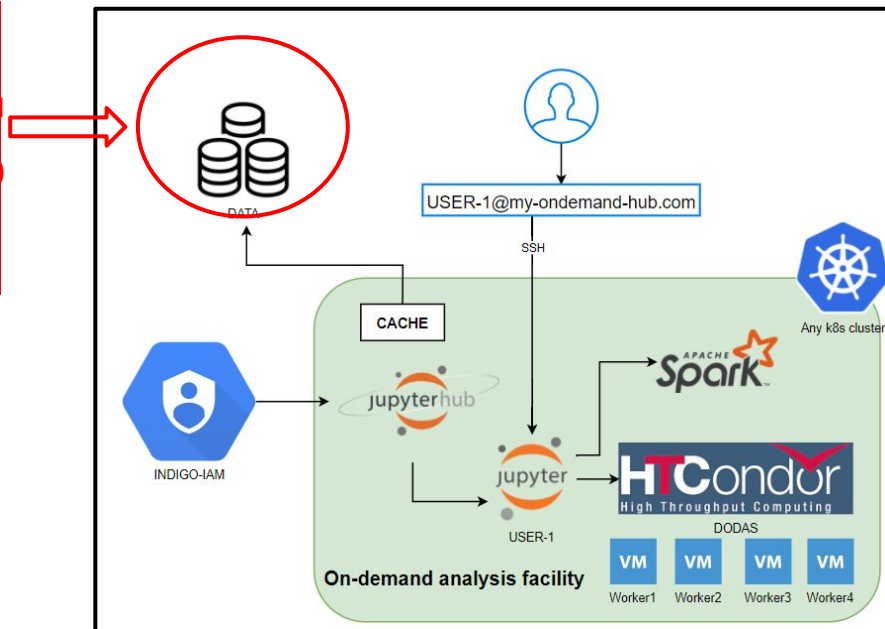 DATA
USER-1@my-ondemand-hub.com
SSH
CACHE
Any k8s cluster
APACHE
Spark
jupyterhub
INDIGO-IAM
jupyter
USER-1
HTCondor
High Throughput Computing
DODAS
VM VM VM VM
Worker1 Worker2 Worker3 Worker4
On-demand analysis facility